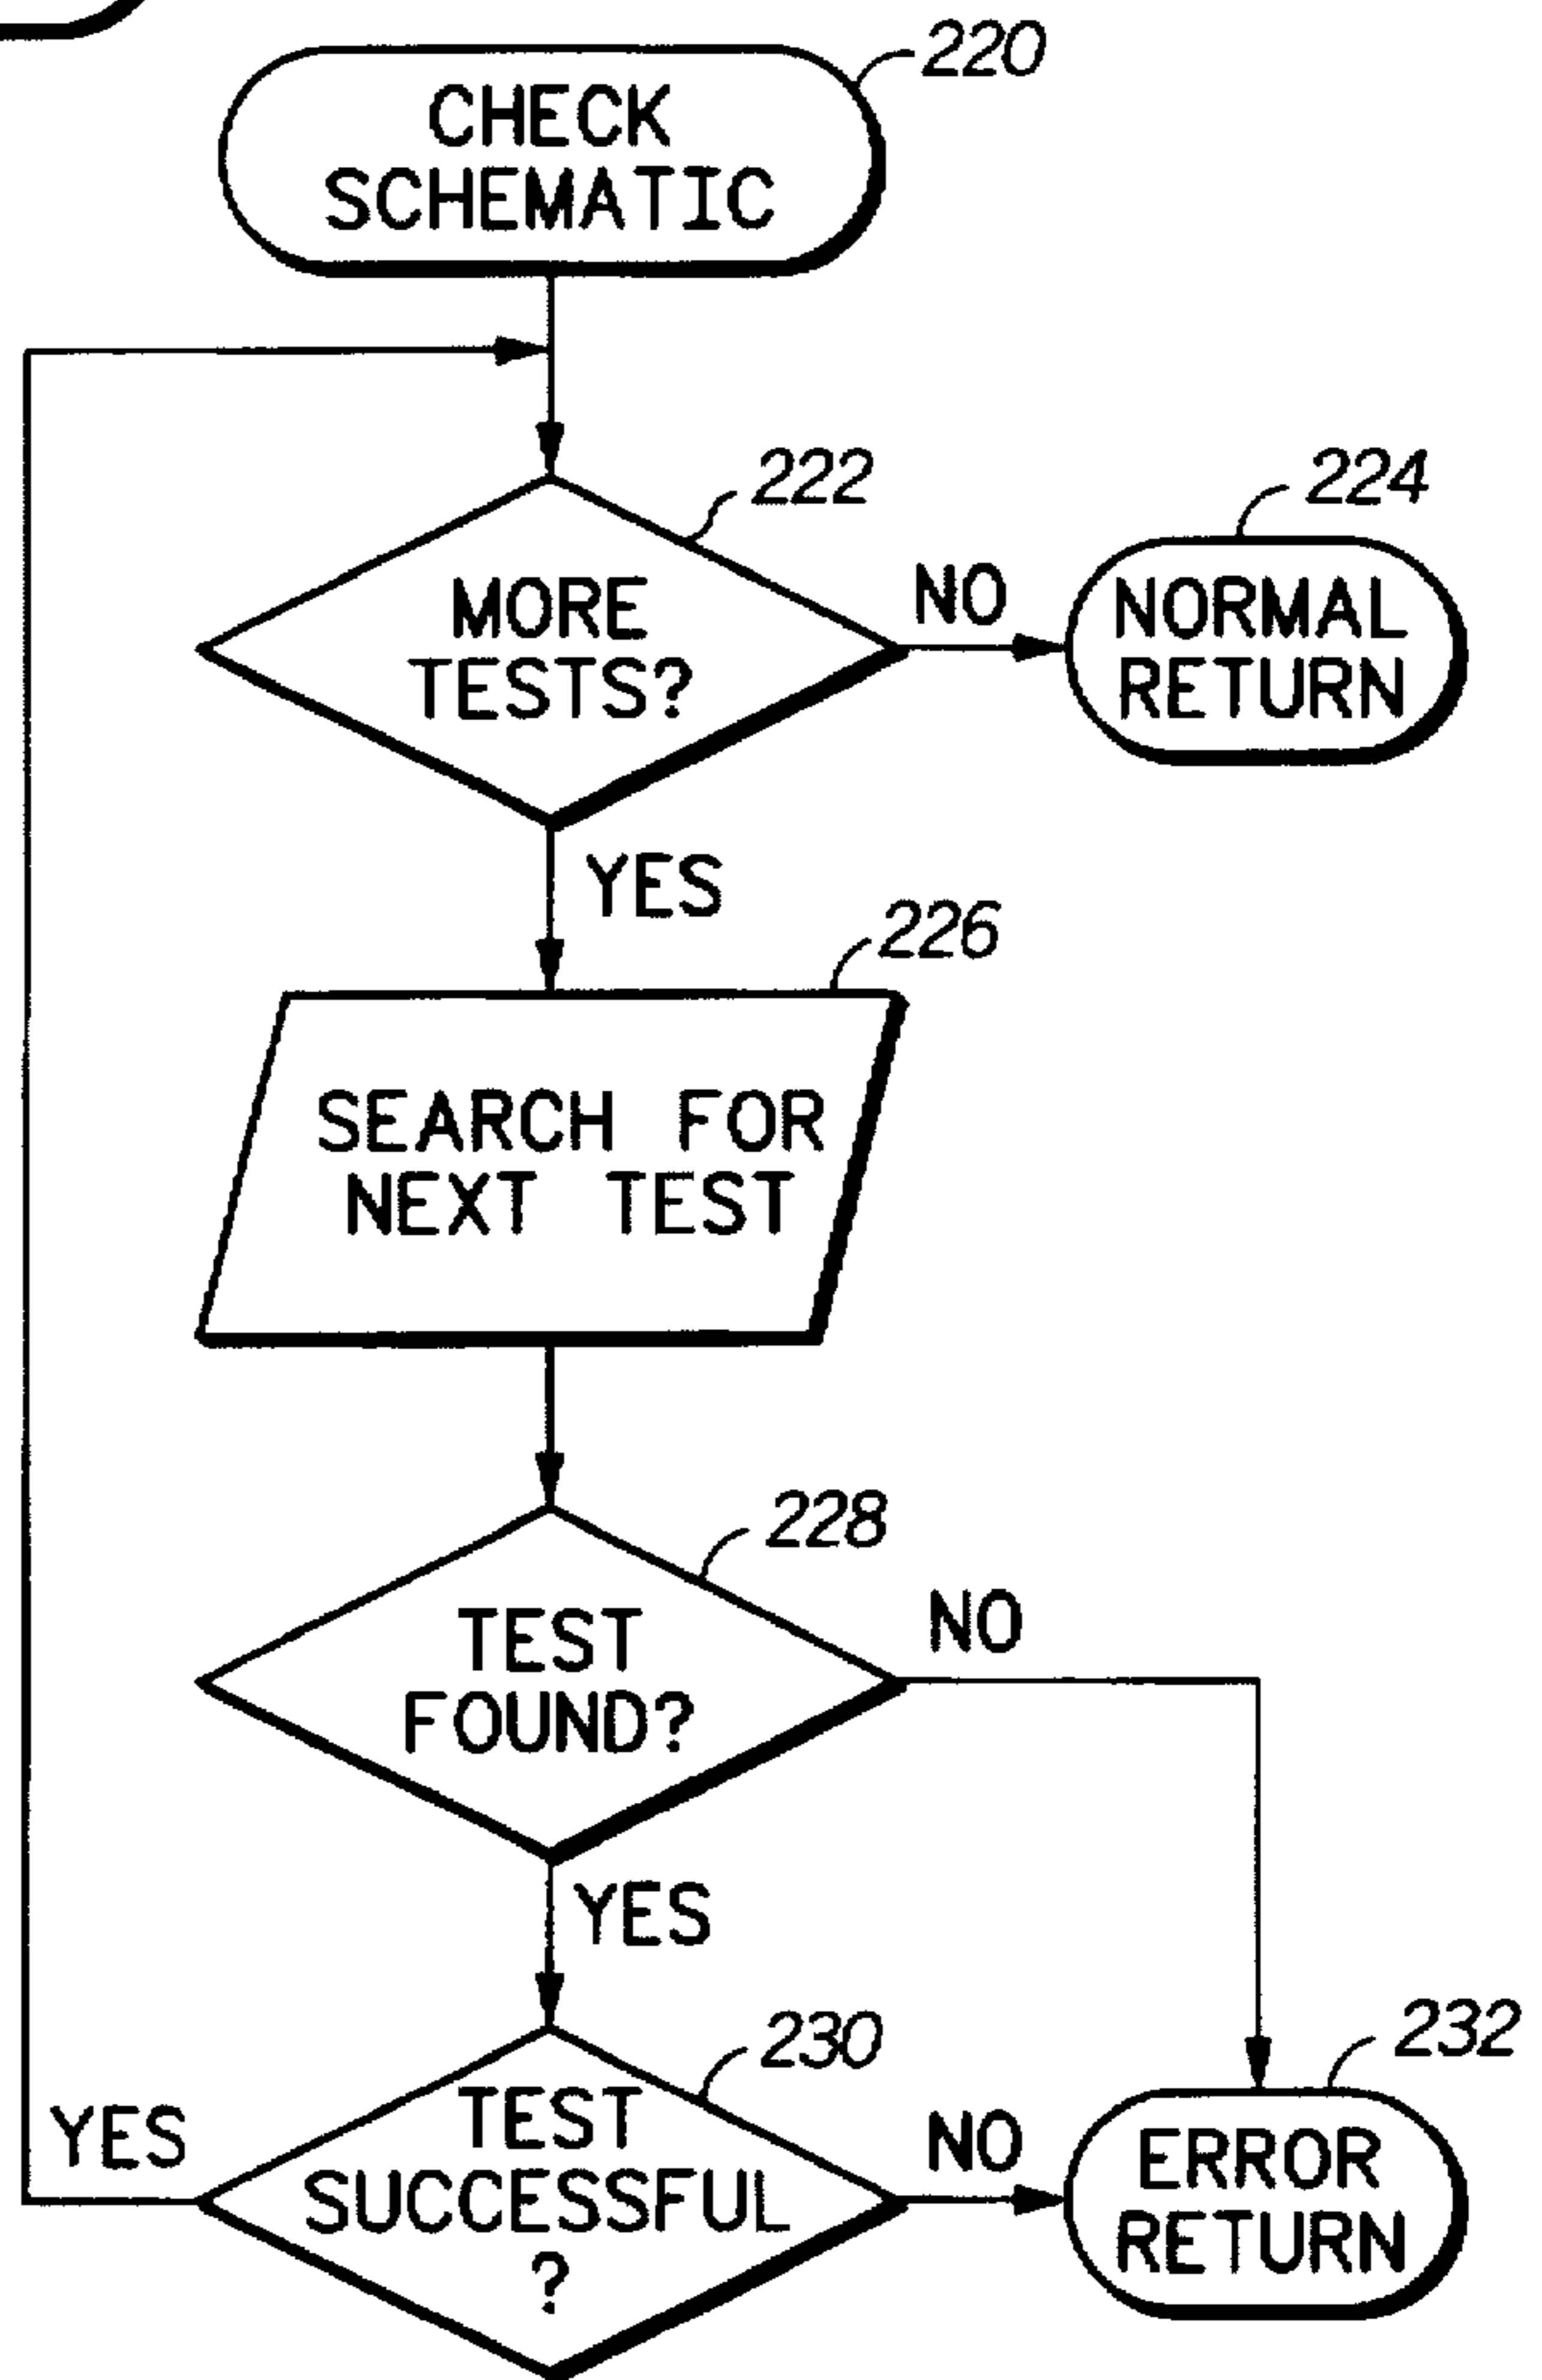 220
CHECK
SCHEMATIC
222
MORE
TESTS?
NO
224
NORMAL
RETURN
YES
226
SEARCH FOR
NEXT TEST
228
TEST
FOUND?
NO
YES
230
TEST
SUCCESSFUL
?
YES
NO
232
ERROR
RETURN